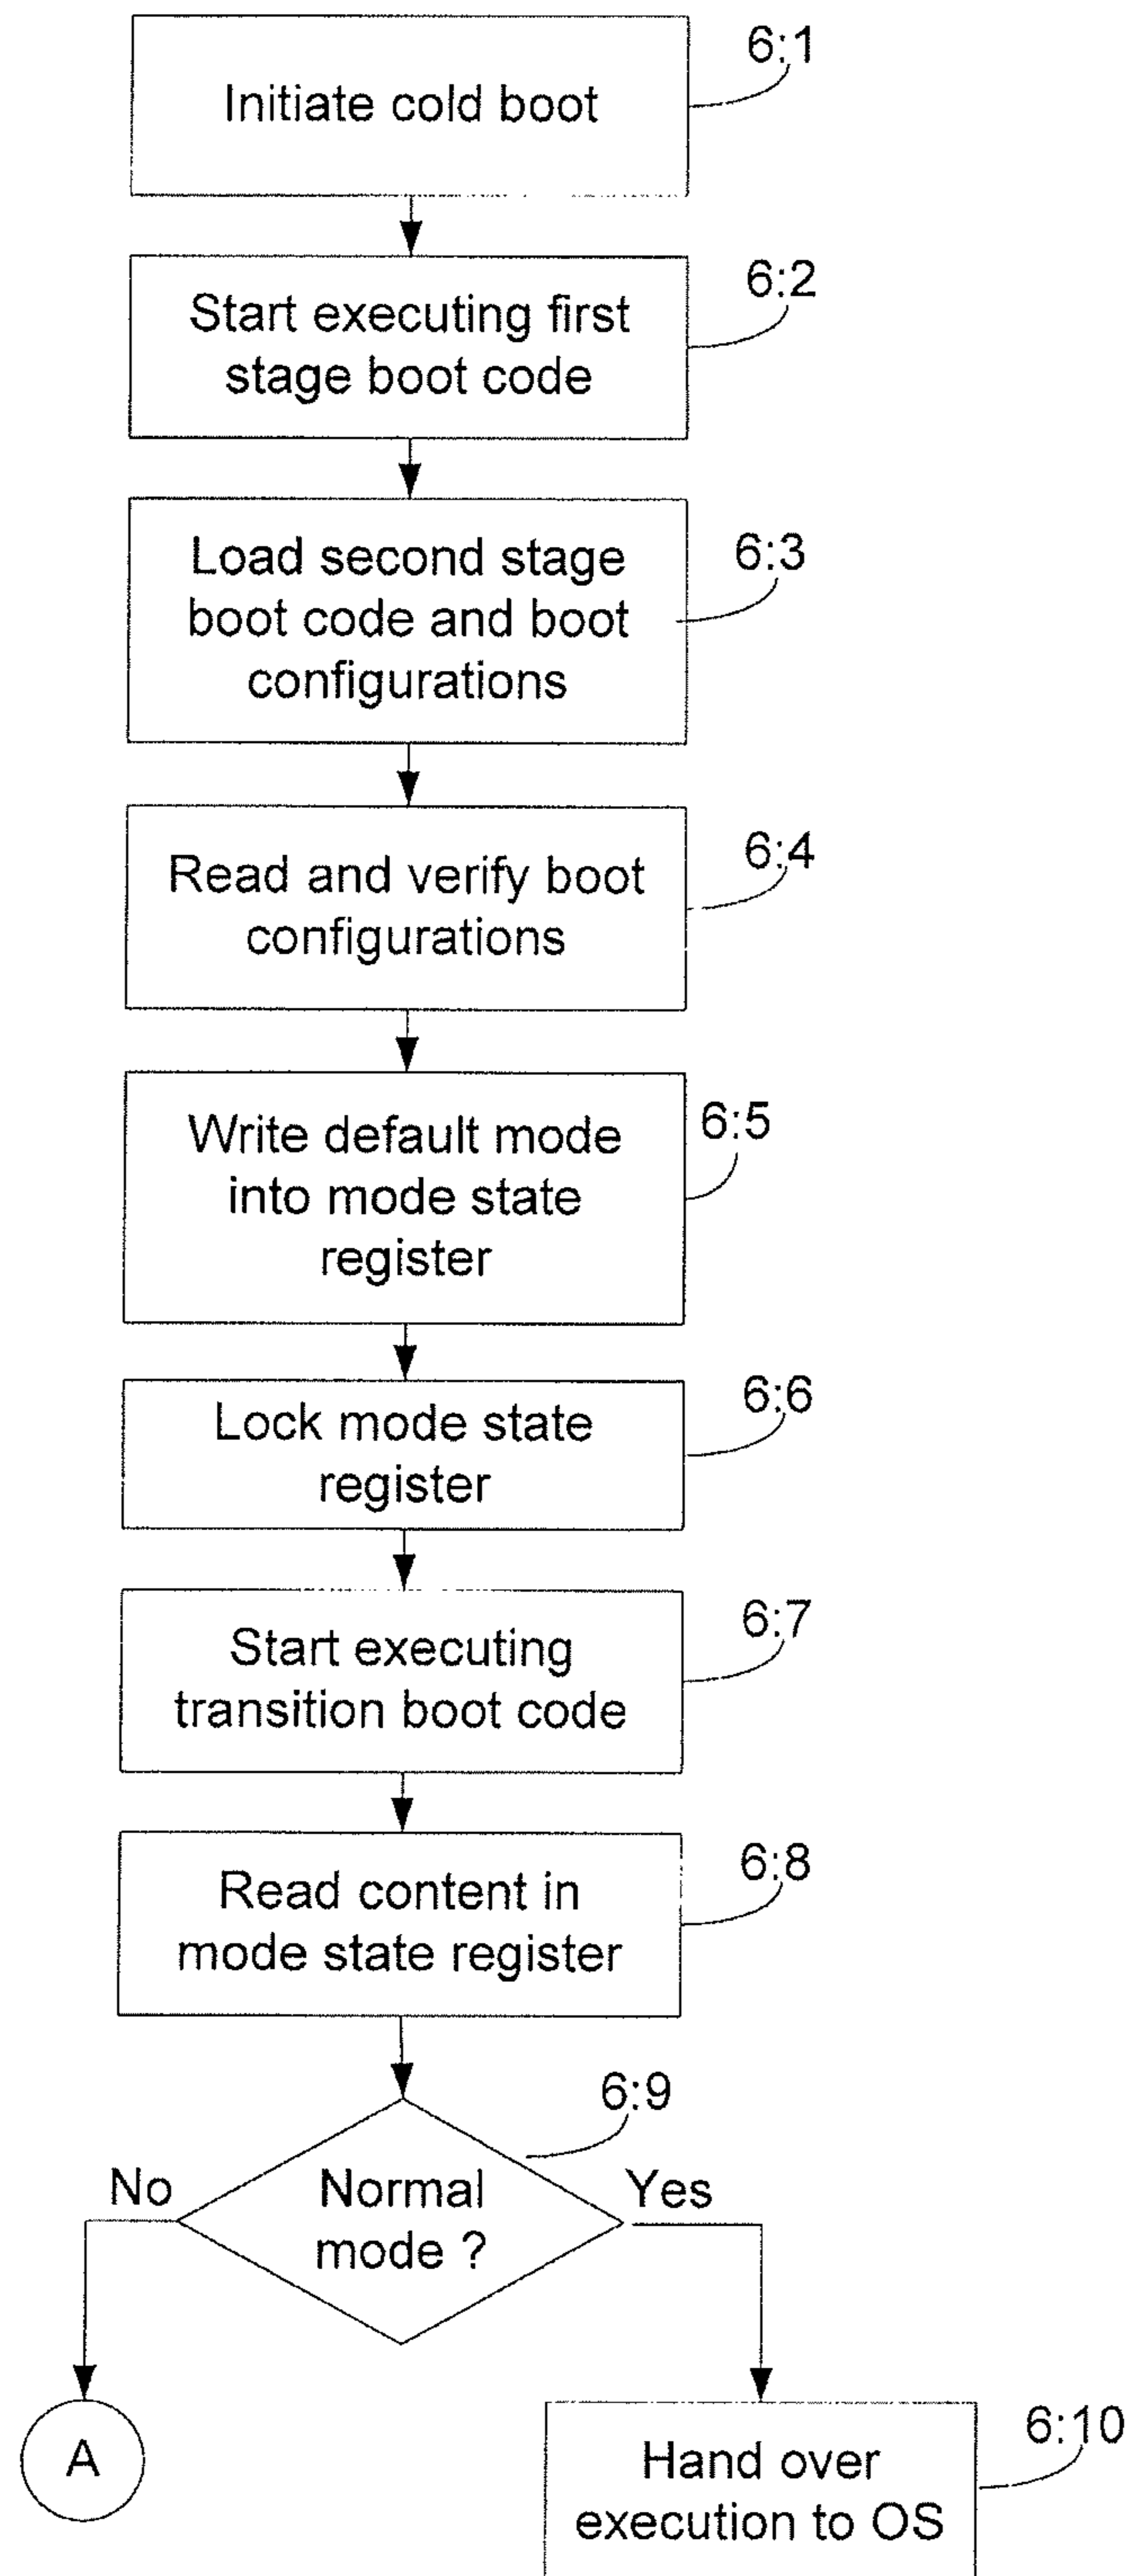 Initiate cold boot
6:1
Start executing first
stage boot code
6:2
Load second stage
boot code and boot
configurations
6:3
Read and verify boot
configurations
6:4
Write default mode
into mode state
register
6:5
Lock mode state
register
6:6
Start executing
transition boot code
6:7
Read content in
mode state register
6:8
6:9
No
Normal
mode ?
Yes
A
Hand over
execution to OS
6:10